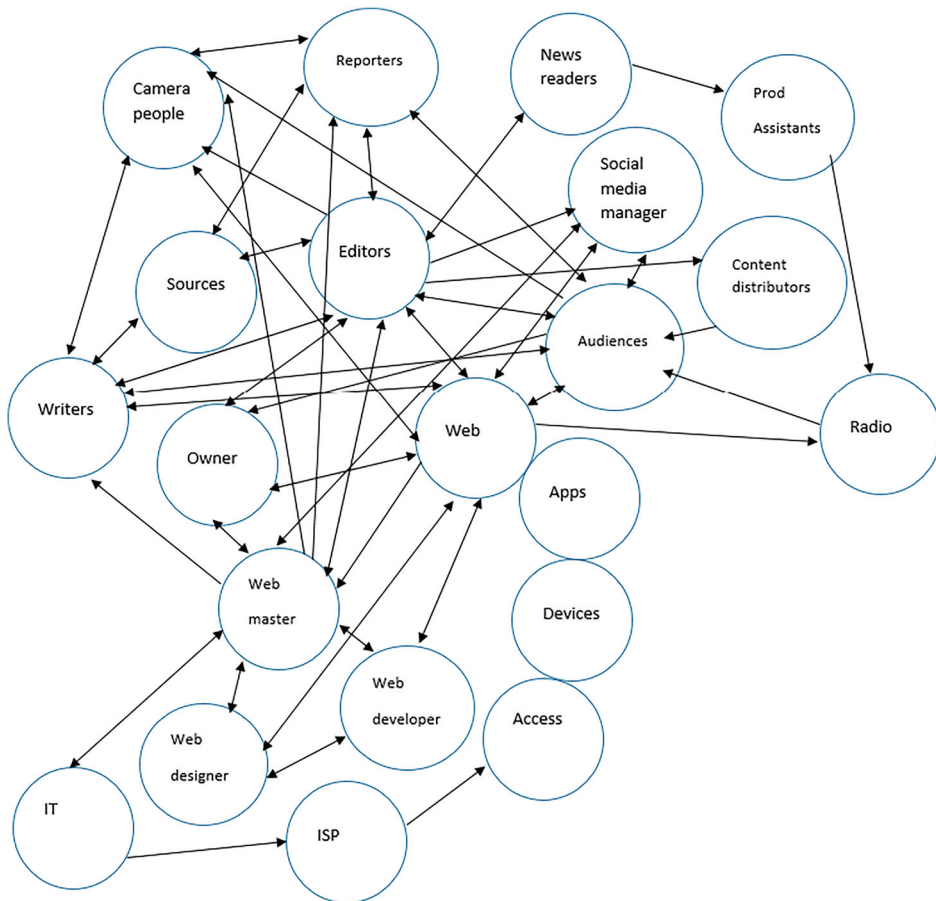 Reporters
News
readers
Camera
people
Prod
Assistants
Social
media
manager
Editors
Sources
Content
distributors
Audiences
Writers
Web
Radio
Owner
Apps
Web
master
Devices
Web
developer
Access
Web
designer
IT
ISP